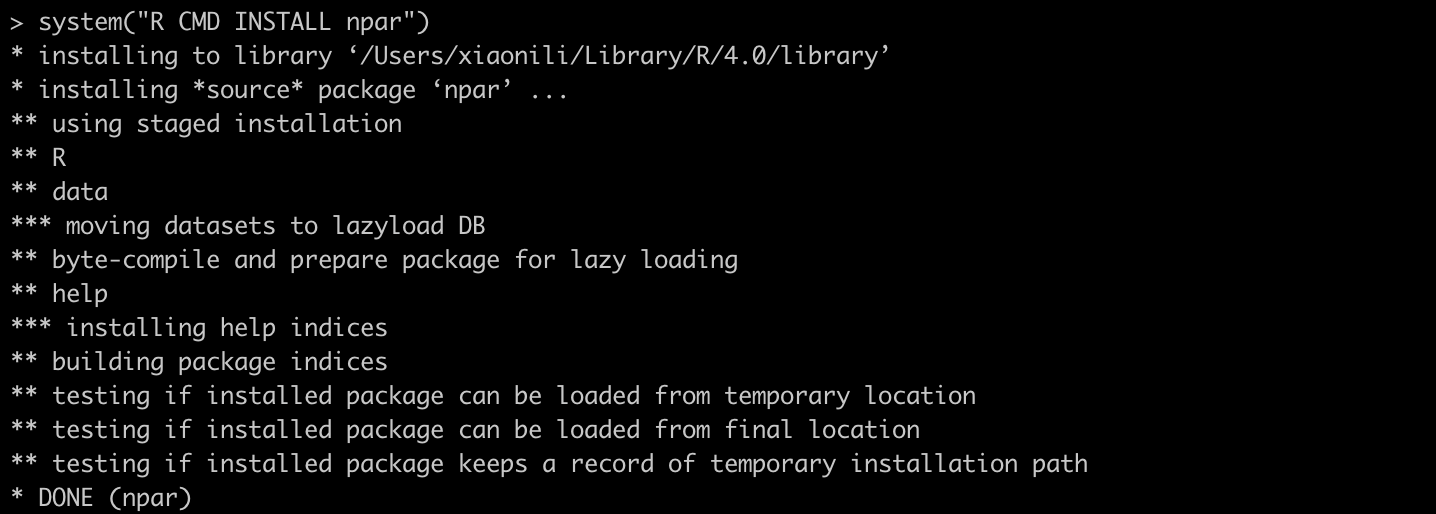 > system("R CMD INSTALL npar")
* installing to library ‘/Users/xiaonili/Library/R/4.0/library’
* installing *source* package ‘npar’ ...
** using staged installation
** R
** data
*** moving datasets to lazyload DB
** byte-compile and prepare package for lazy loading
** help
*** installing help indices
** building package indices
** testing if installed package can be loaded from temporary location
** testing if installed package can be loaded from final location
** testing if installed package keeps a record of temporary installation path
* DONE (npar)